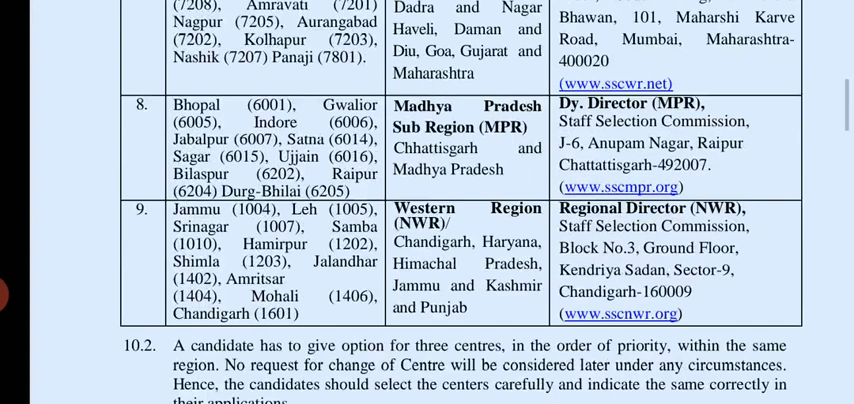 (7208), Amravati (7201)
Nagpur (7205), Aurangabad
(7202), Kolhapur (7203),
Nashik (7207) Panaji (7801).
Dadra and Nagar
Haveli, Daman and
Diu, Goa, Gujarat and
Maharashtra
Bhawan, 101, Maharshi Karve
Road, Mumbai, Maharashtra-
400020
(www.sscwr.net)
8.
Bhopal (6001), Gwalior
(6005), Indore (6006),
Jabalpur (6007), Satna (6014),
Sagar (6015), Ujjain (6016),
Bilaspur (6202), Raipur
(6204) Durg-Bhilai (6205)
Madhya Pradesh
Sub Region (MPR)
Chhattisgarh and
Madhya Pradesh
Dy. Director (MPR),
Staff Selection Commission,
J-6, Anupam Nagar, Raipur
Chattattisgarh-492007.
(www.sscmpr.org)
9.
Jammu (1004), Leh (1005),
Srinagar (1007), Samba
(1010), Hamirpur (1202),
Shimla (1203), Jalandhar
(1402), Amritsar
(1404), Mohali (1406),
Chandigarh (1601)
Western Region
(NWR)/
Chandigarh, Haryana,
Himachal Pradesh,
Jammu and Kashmir
and Punjab
Regional Director (NWR),
Staff Selection Commission,
Block No.3, Ground Floor,
Kendriya Sadan, Sector-9,
Chandigarh-160009
(www.sscnwr.org)
10.2. A candidate has to give option for three centres, in the order of priority, within the same
region. No request for change of Centre will be considered later under any circumstances.
Hence, the candidates should select the centers carefully and indicate the same correctly in
their applications